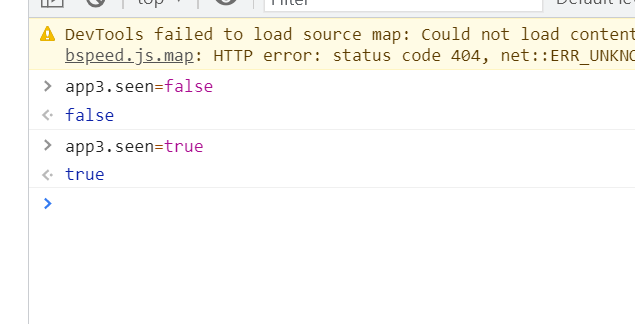 top
Filter
Default le
DevTools failed to load source map: Could not load content
bspeed.js.map: HTTP error: status code 404, net::ERR_UNKNO
app3.seen=false
false
app3.seen=true
true